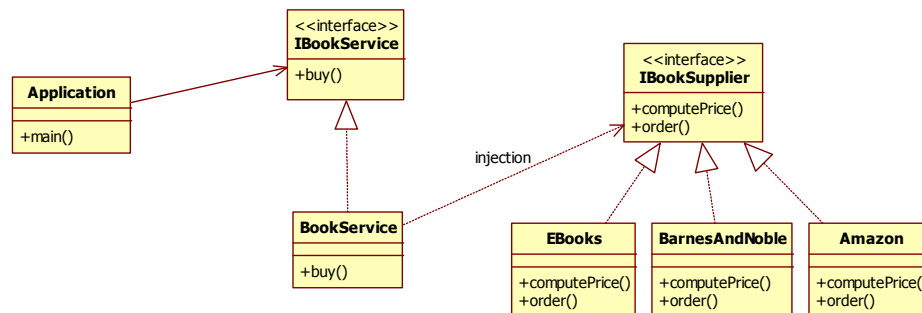 <<interface>>
IBookService
+buy()
Application
+main()
<<interface>>
IBookSupplier
+computePrice()
+order()
injection
BookService
+buy()
EBooks
+computePrice()
+order()
BarnesAndNoble
+computePrice()
+order()
Amazon
+computePrice()
+order()